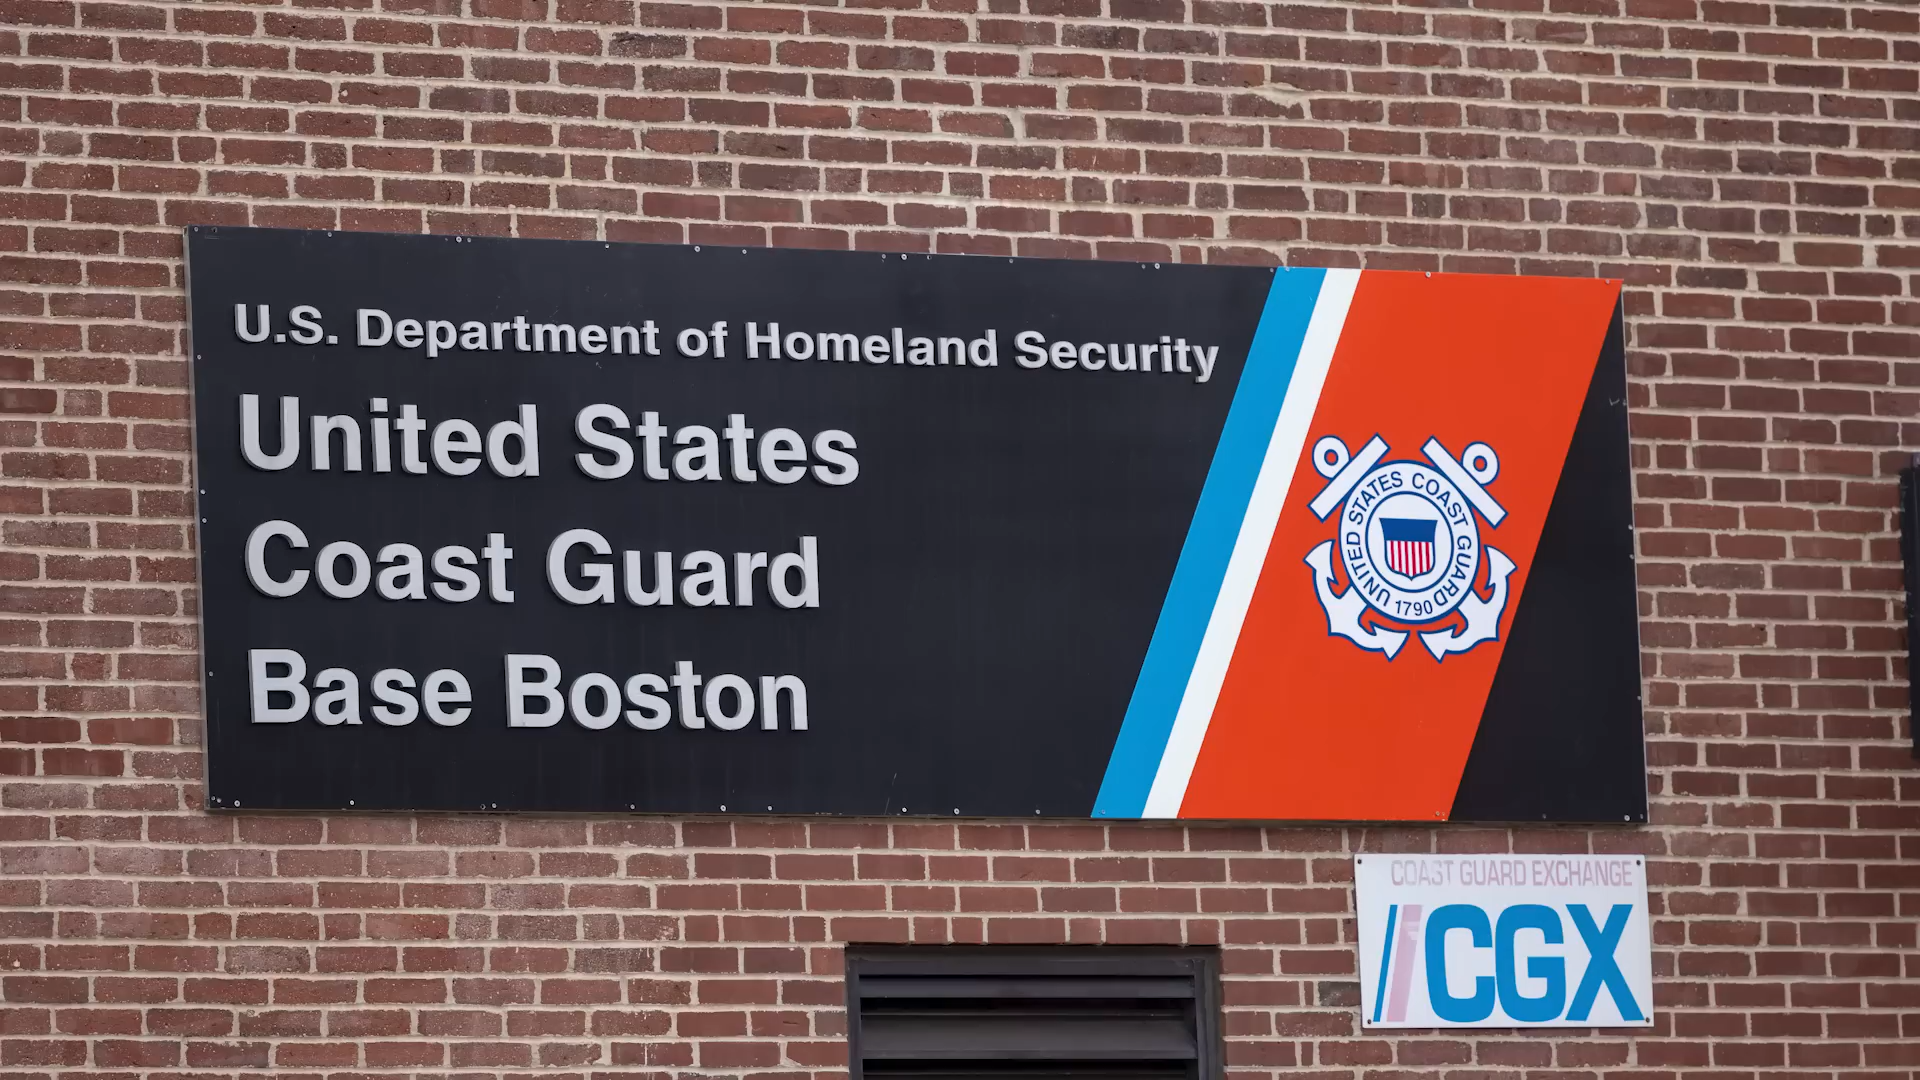 U.S. Department of Homeland Security
United States
Coast Guard
Base Boston
UNITED STATES COAST GUARD
1790
COAST GUARD EXCHANGE
CGX